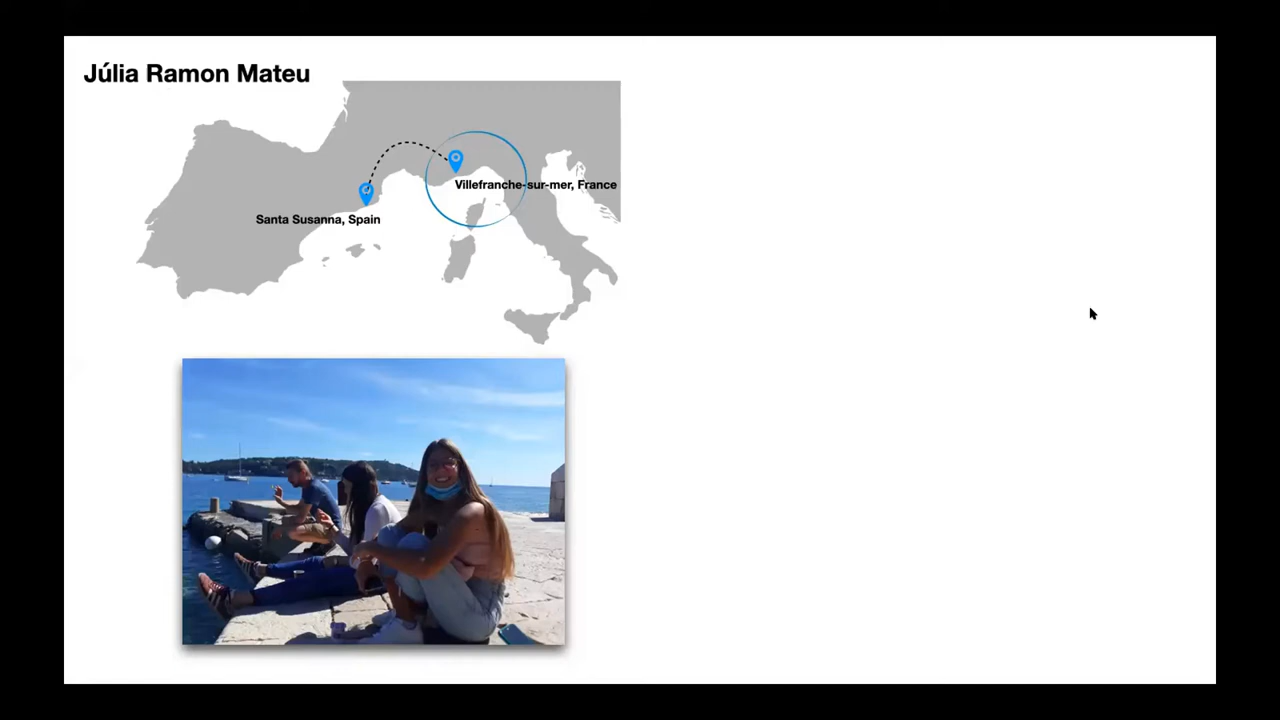 Júlia Ramon Mateu
Villefranche-sur-mer, France
Santa Susanna, Spain